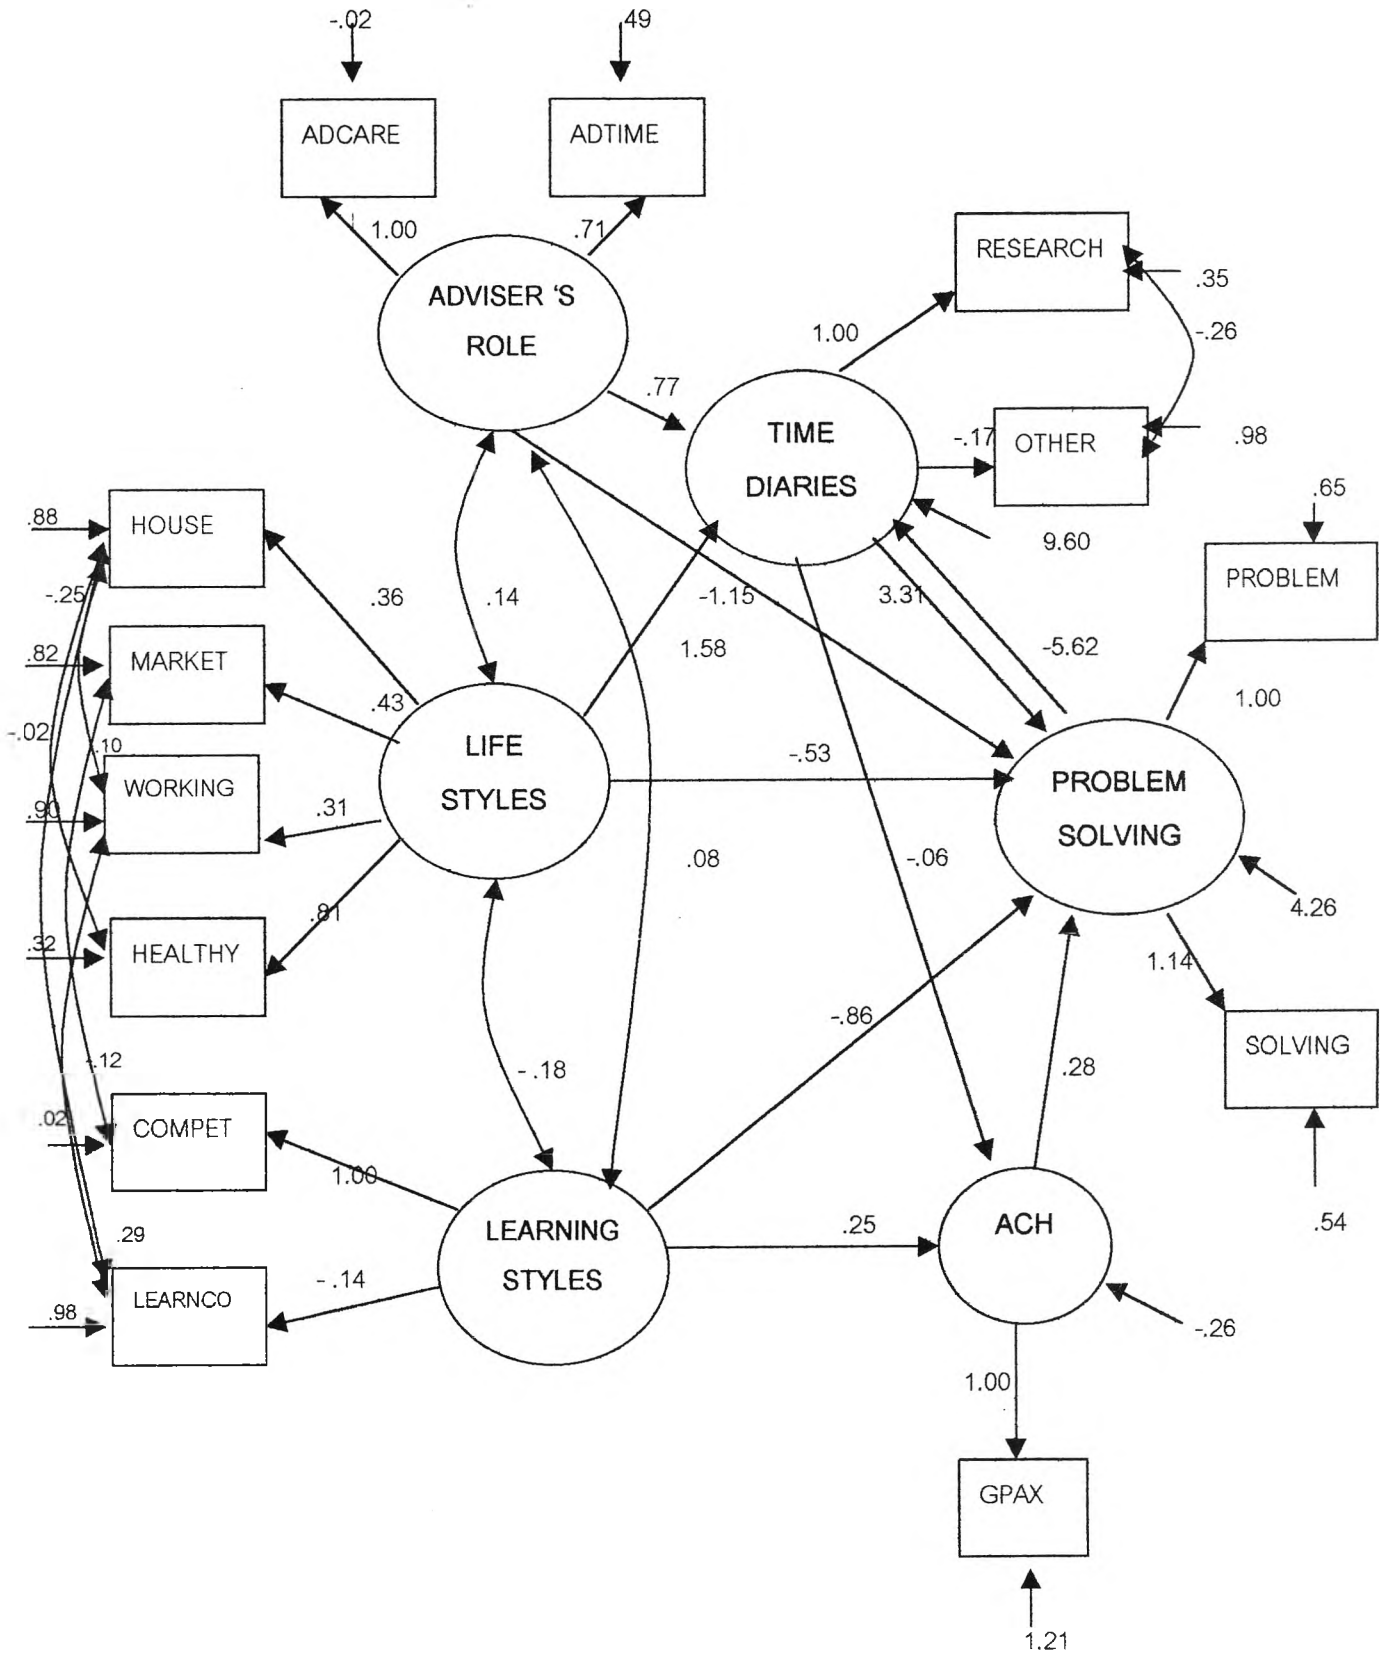 -.02
.49
ADCARE
ADTIME
1.00
.71
RESEARCH
ADVISER 'S
ROLE
.35
1.00
-.26
.77
TIME
DIARIES
-.17
OTHER
.98
.65
.88
HOUSE
9.60
PROBLEM
-.25
.36
.14
-1.15
3.31
.82
MARKET
1.58
-5.62
.43
1.00
-.02
.10
LIFE
STYLES
-.53
PROBLEM
SOLVING
WORKING
.90
.31
.08
-.06
.81
4.26
.32
HEALTHY
1.14
-.86
SOLVING
-.12
-.18
.28
.02
COMPET
1.00
LEARNING
STYLES
.25
ACH
.54
.29
-.14
LEARNCO
.98
-.26
1.00
GPAX
1.21